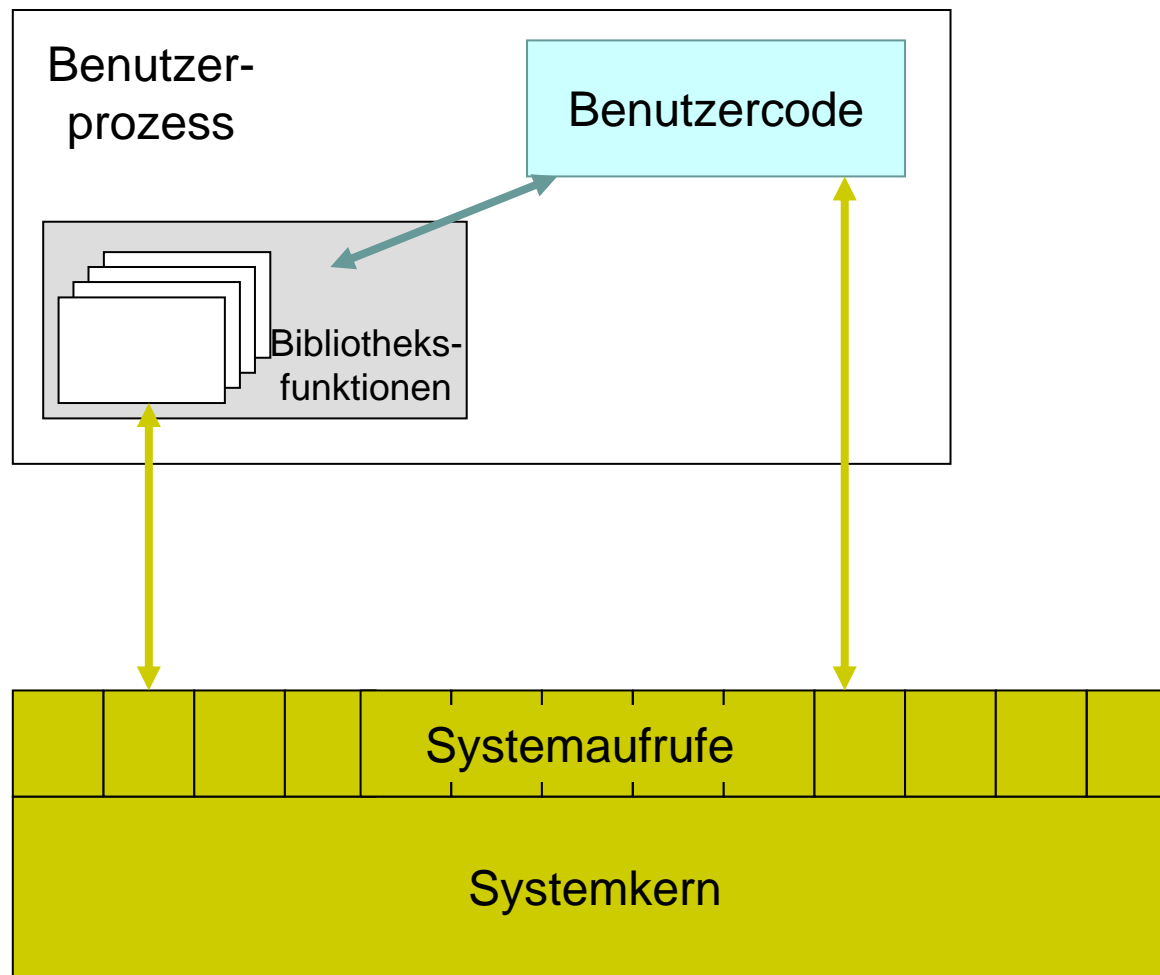 Benutzer-
prozess
Benutzercode
Bibliotheks-
funktionen
Systemaufrufe
Systemkern